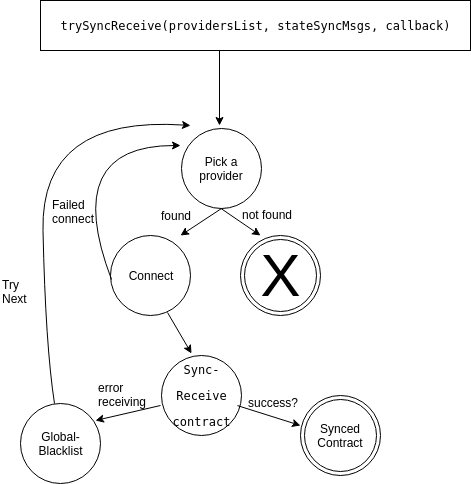 trySyncReceive(providersList, stateSyncMsgs, callback)
Pick a
provider
Failed
connect
found
not found
Connect
X
Try
Next
Sync-
Receive
contract
error
receiving
success?
Global-
Blacklist
Synced
Contract